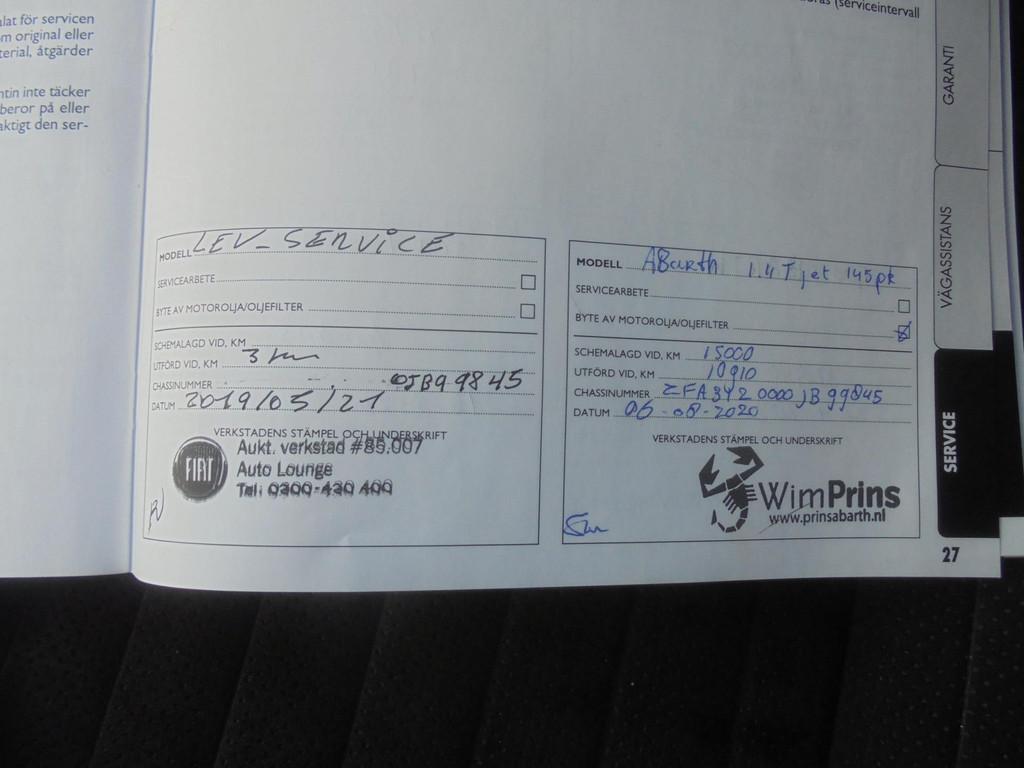 lat för servicen
m original eller
terial, åtgärder
ntin inte täcker
beror på eller
aktigt den ser-
(serviceintervall
GARANTI
VÄGASSISTANS
SERVICE
MODELL LEV_SERVICE
SERVICEARBETE
BYTE AV MOTOROLJA/OLJEFILTER
SCHEMALAGD VID, KM
UTFÖRD VID, KM 3 km
CHASSINUMMER 0JB99845
DATUM 2019/05/21
VERKSTADENS STÄMPEL OCH UNDERSKRIFT
FIAT
Aukt. verkstad #85.007
Auto Lounge
Tel: 0300-430 400
MODELL ABarth 1.4 Tjet 145pk
SERVICEARBETE
BYTE AV MOTOROLJA/OLJEFILTER
SCHEMALAGD VID, KM 15000
UTFÖRD VID, KM 10910
CHASSINUMMER ZFA3420000JB99845
DATUM 06-08-2020
VERKSTADENS STÄMPEL OCH UNDERSKRIFT
WimPrins
www.prinsabarth.nl
27